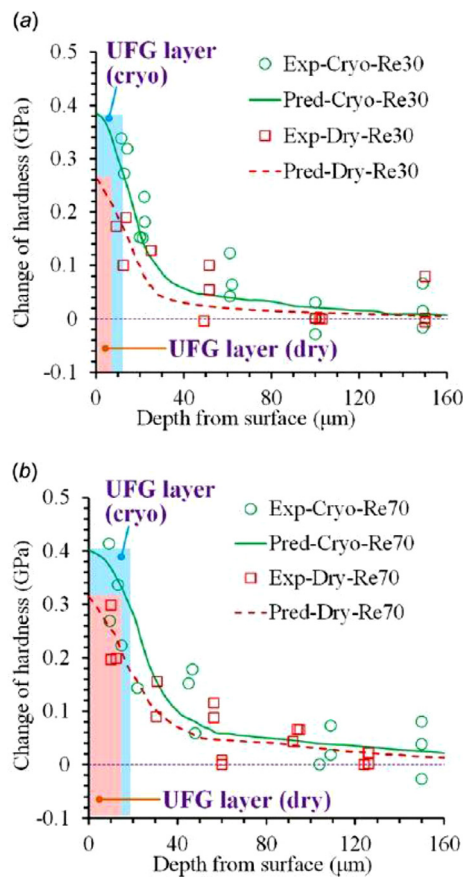 (a)
0.5
0.4
0.3
0.2
0.1
0
-0.1
Change of hardness (GPa)
UFG layer
(cryo)
Exp-Cryo-Re30
Pred-Cryo-Re30
Exp-Dry-Re30
Pred-Dry-Re30
UFG layer (dry)
0 40 80 120 160
Depth from surface (μm)
(b)
0.5
0.4
0.3
0.2
0.1
0
-0.1
Change of hardness (GPa)
UFG layer
(cryo)
Exp-Cryo-Re70
Pred-Cryo-Re70
Exp-Dry-Re70
Pred-Dry-Re70
UFG layer (dry)
0 40 80 120 160
Depth from surface (μm)